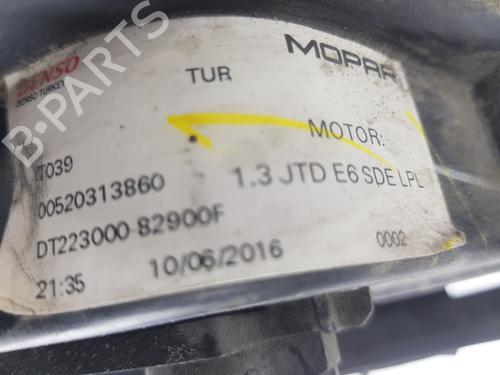 DENSO
DENSO TURKEY
TUR
MOPAR
T039
MOTOR:
00520313860
1.3 JTD E6 SDE LPL
DT223000 82900F
21:35
10/06/2016
0002
B-PARTS